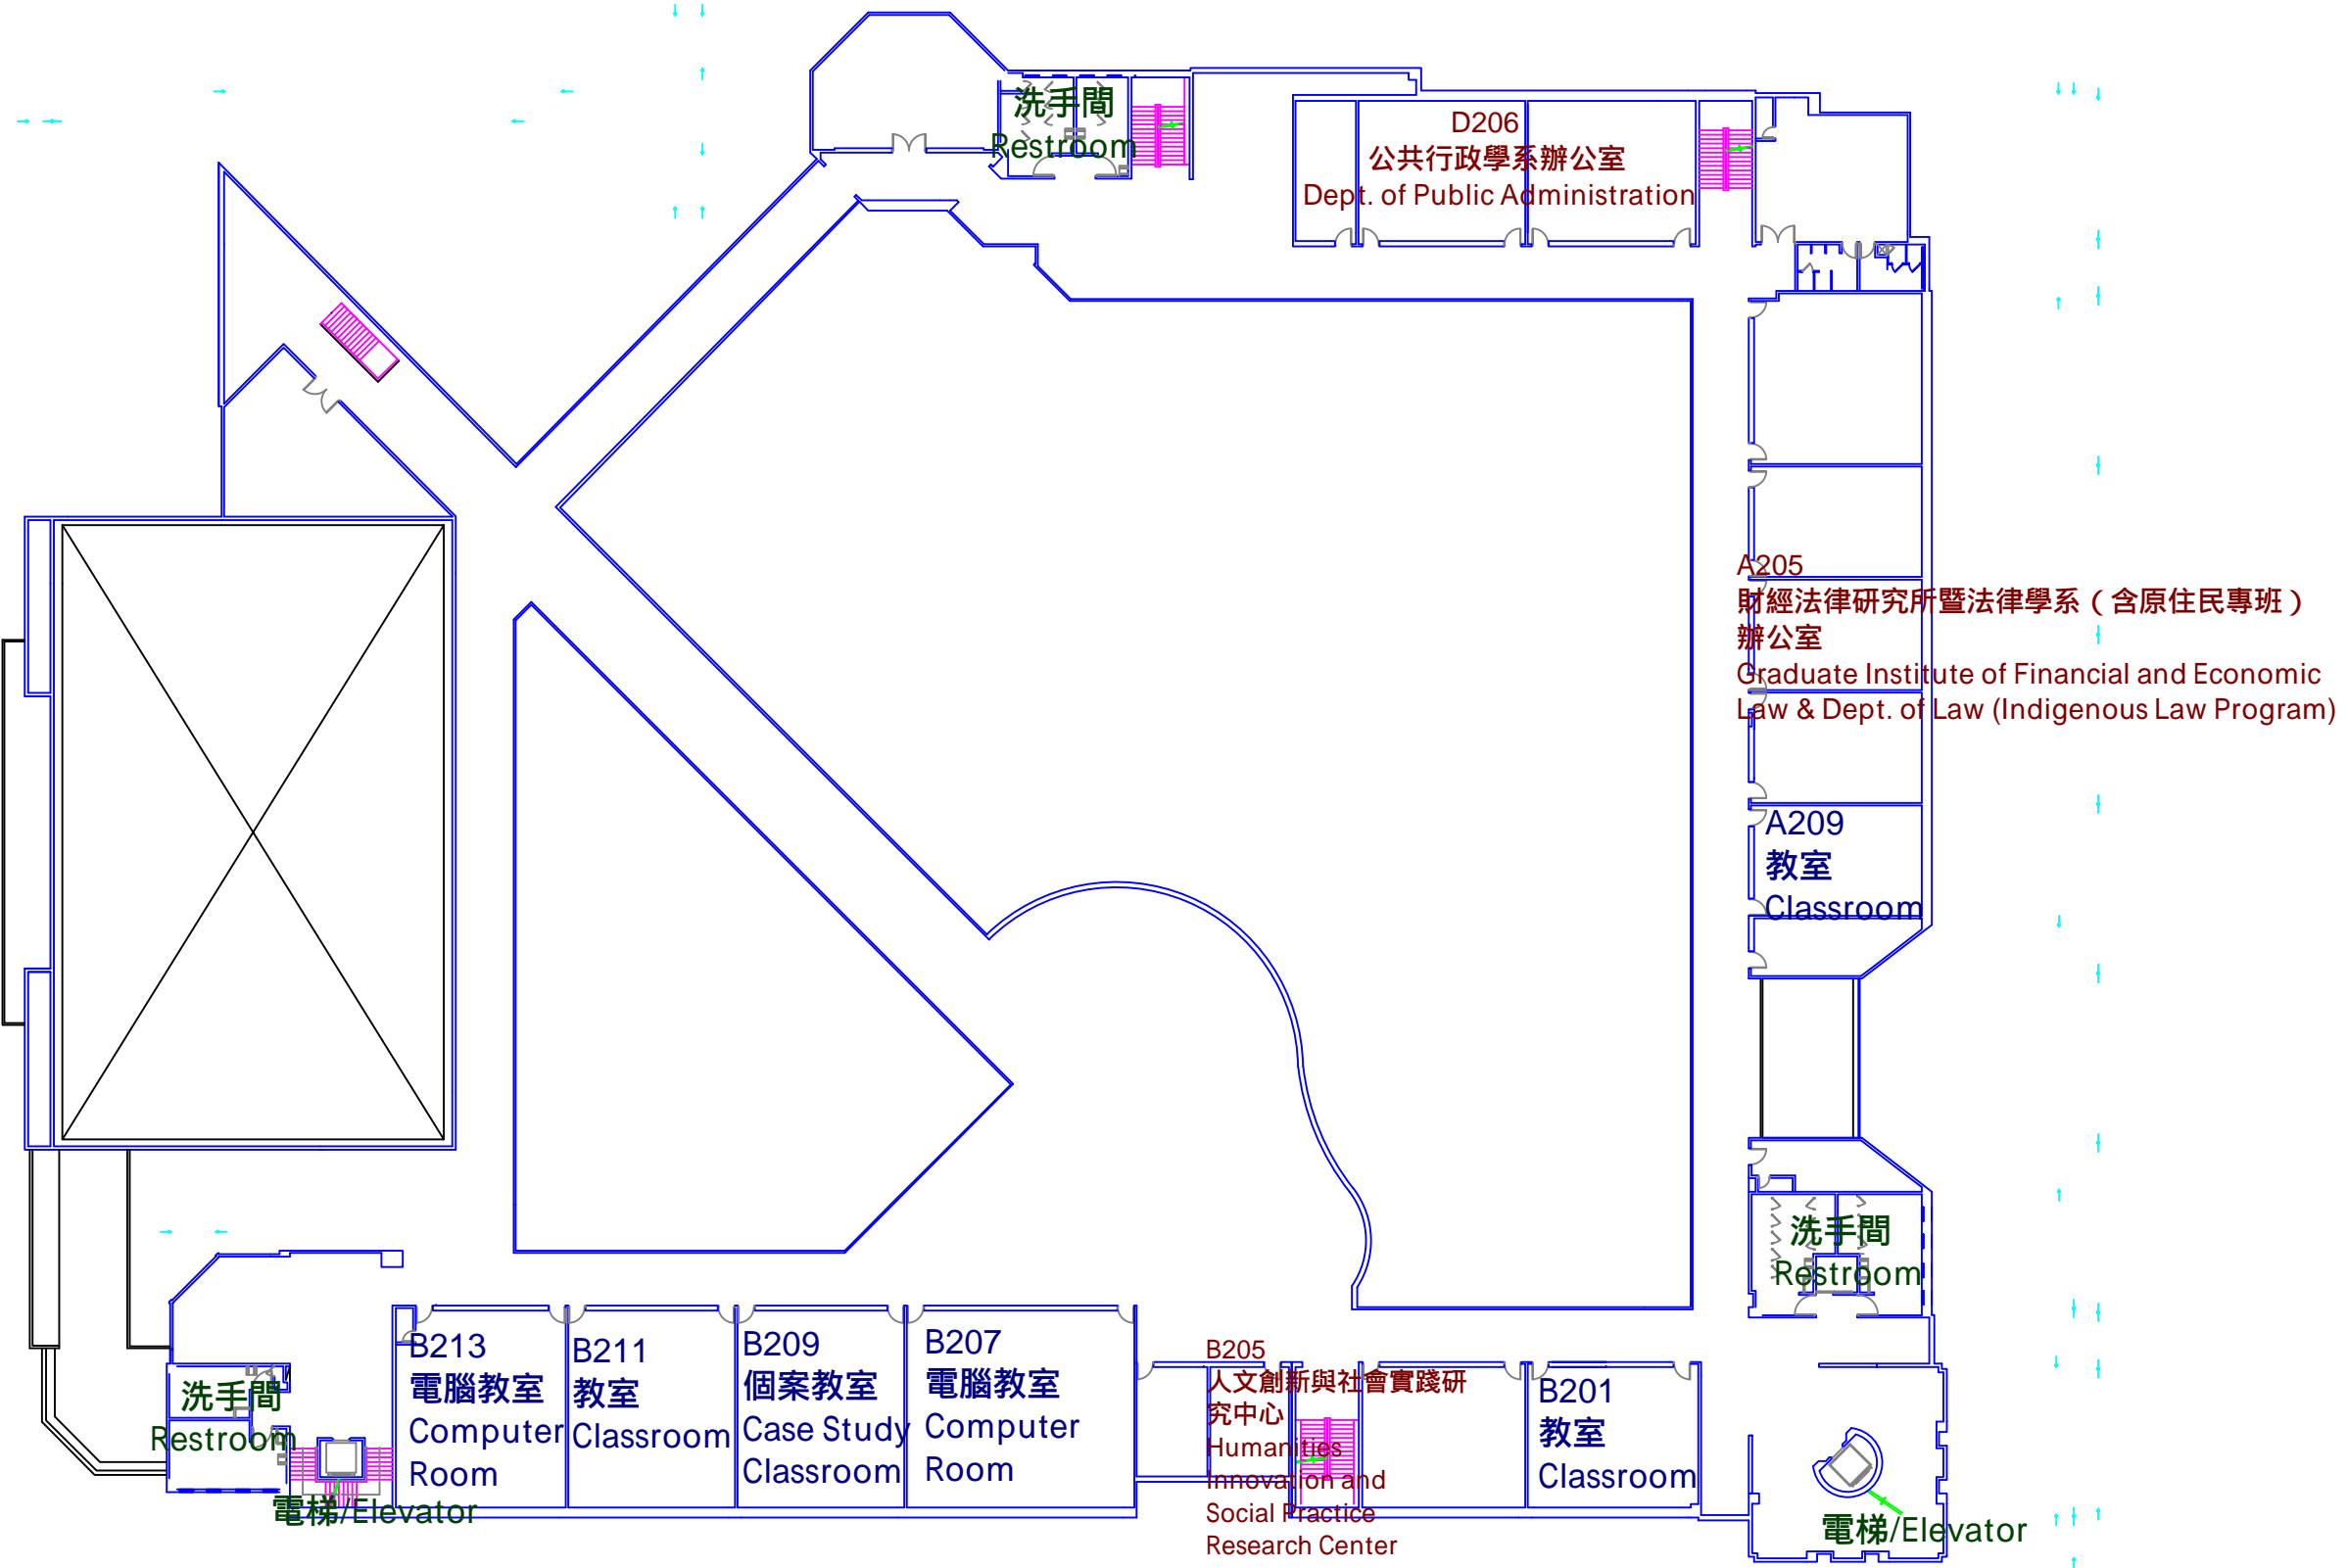 洗手間
Restroom
D206
公共行政學系辦公室
Dept. of Public Administration
A205
財經法律研究所暨法律學系（含原住民專班）
辦公室
Graduate Institute of Financial and Economic
Law & Dept. of Law (Indigenous Law Program)
A209
教室
Classroom
洗手間
Restroom
B213
電腦教室
Computer
Room
B211
教室
Classroom
B209
個案教室
Case Study
Classroom
B207
電腦教室
Computer
Room
B205
人文創新與社會實踐研
究中心
Humanities
Innovation and
Social Practice
Research Center
B201
教室
Classroom
洗手間
Restroom
電梯/Elevator
電梯/Elevator